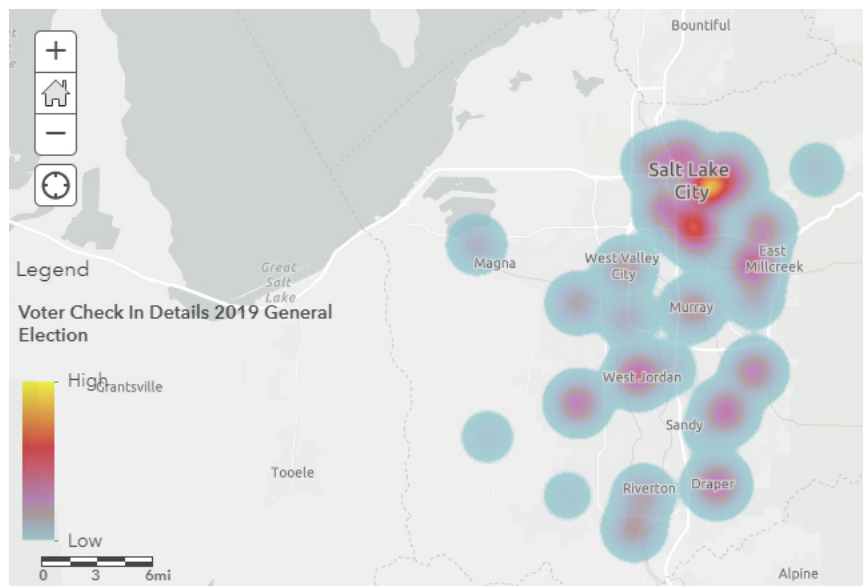 Bountiful
+
−
Salt Lake
City
Great
Salt
Lake
Magna
West Valley
City
East
Millcreek
Legend
Murray
Voter Check In Details 2019 General
Election
High
Grantsville
West Jordan
Sandy
Tooele
Riverton
Draper
Low
0 3 6mi
Alpine